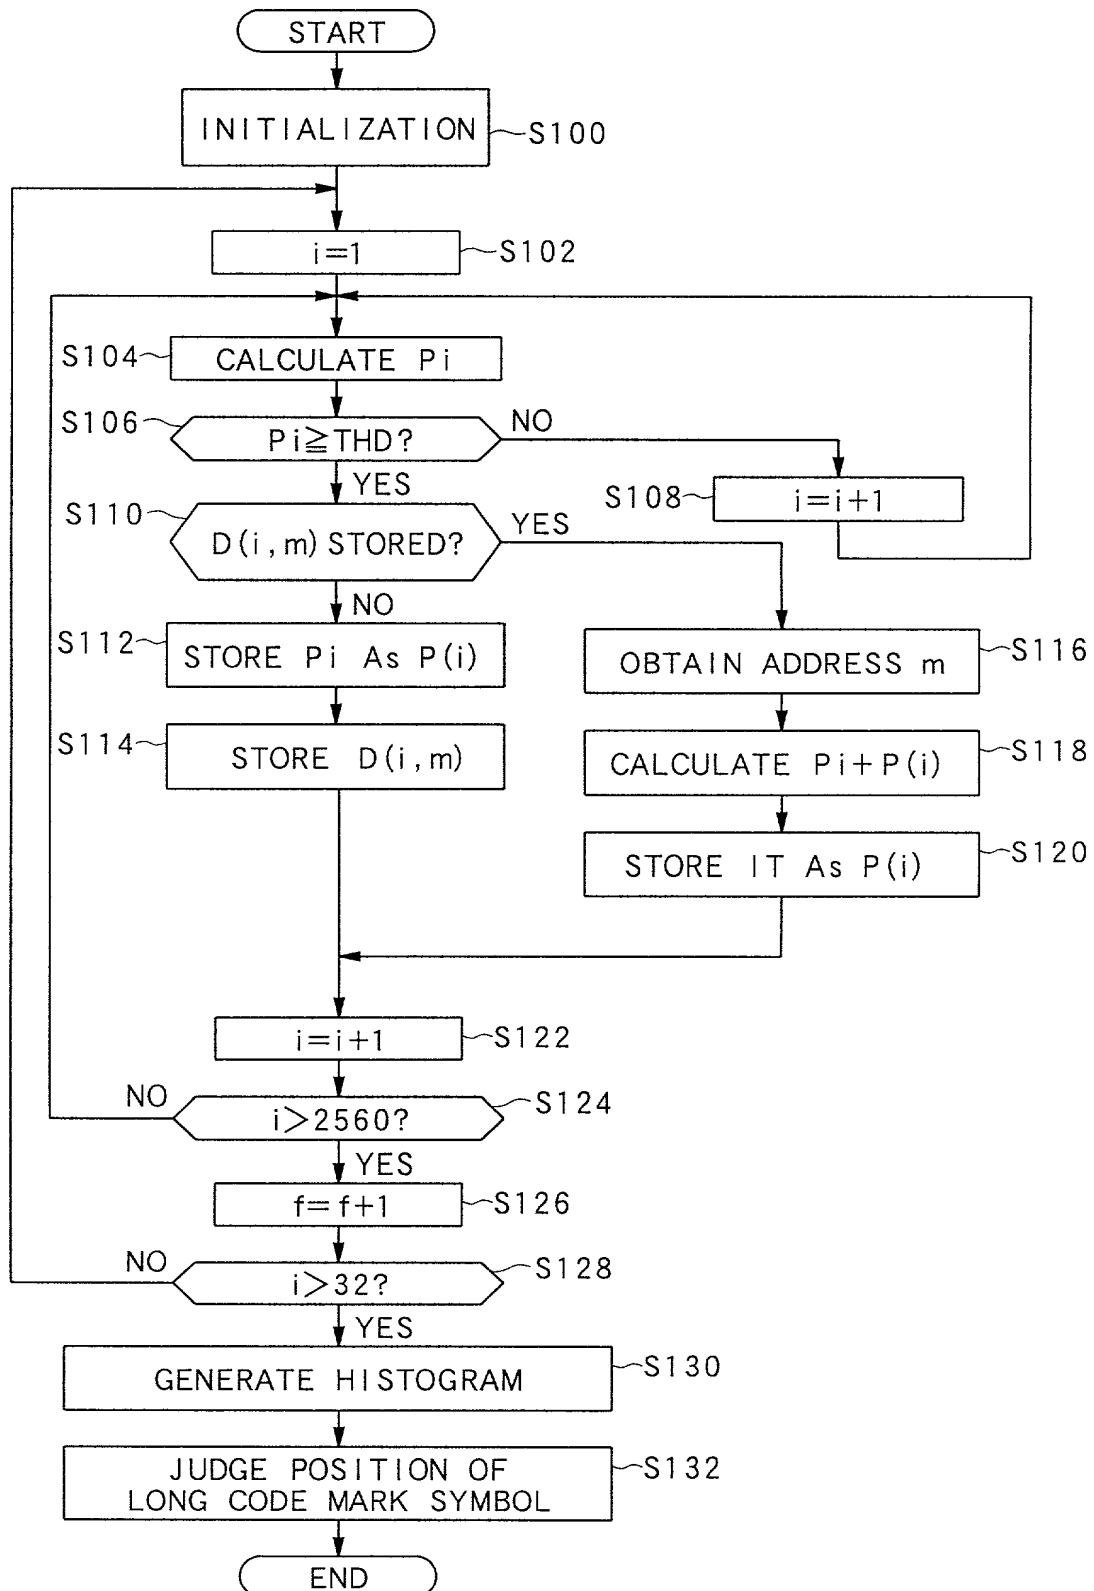 START
INITIALIZATION
S100
i=1
S102
S104
CALCULATE Pi
S106
Pi≧THD?
NO
YES
S108
i=i+1
S110
D(i,m) STORED?
YES
NO
S112
STORE Pi As P(i)
OBTAIN ADDRESS m
S116
S114
STORE D(i,m)
CALCULATE Pi+P(i)
S118
STORE IT As P(i)
S120
i=i+1
S122
NO
i>2560?
S124
YES
f=f+1
S126
NO
i>32?
S128
YES
GENERATE HISTOGRAM
S130
JUDGE POSITION OF
LONG CODE MARK SYMBOL
S132
END